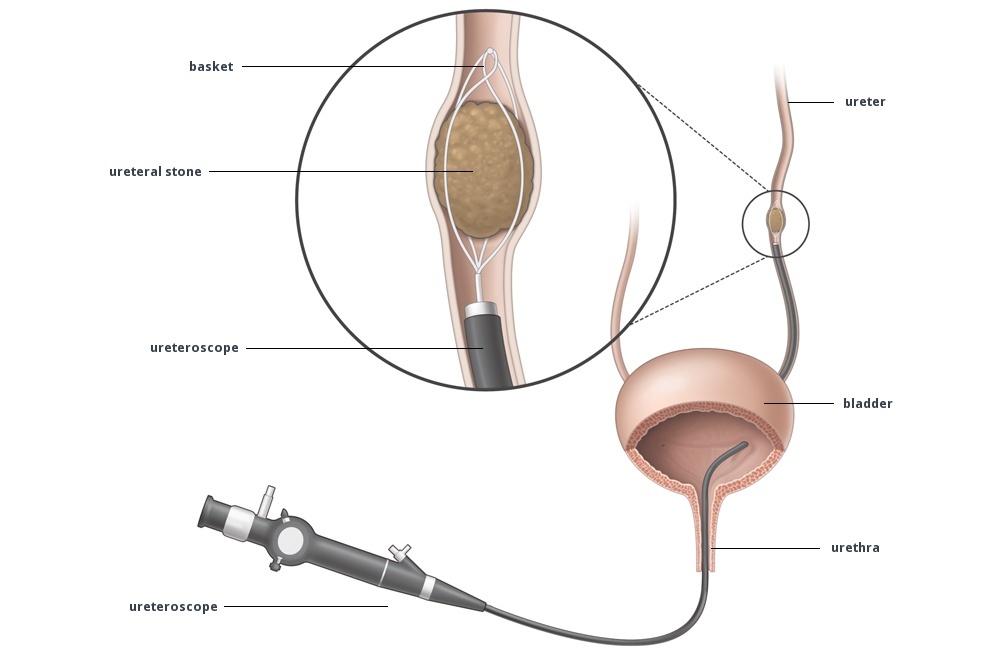 basket
ureter
ureteral stone
ureteroscope
bladder
urethra
ureteroscope